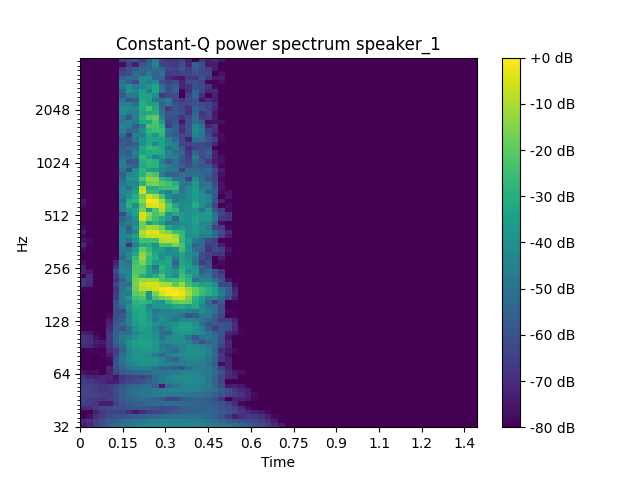 Constant-Q power spectrum speaker_1
Hz
2048
1024
512
256
128
64
32
0 0.15 0.3 0.45 0.6 0.75 0.9 1.1 1.2 1.4
Time
+0 dB
-10 dB
-20 dB
-30 dB
-40 dB
-50 dB
-60 dB
-70 dB
-80 dB